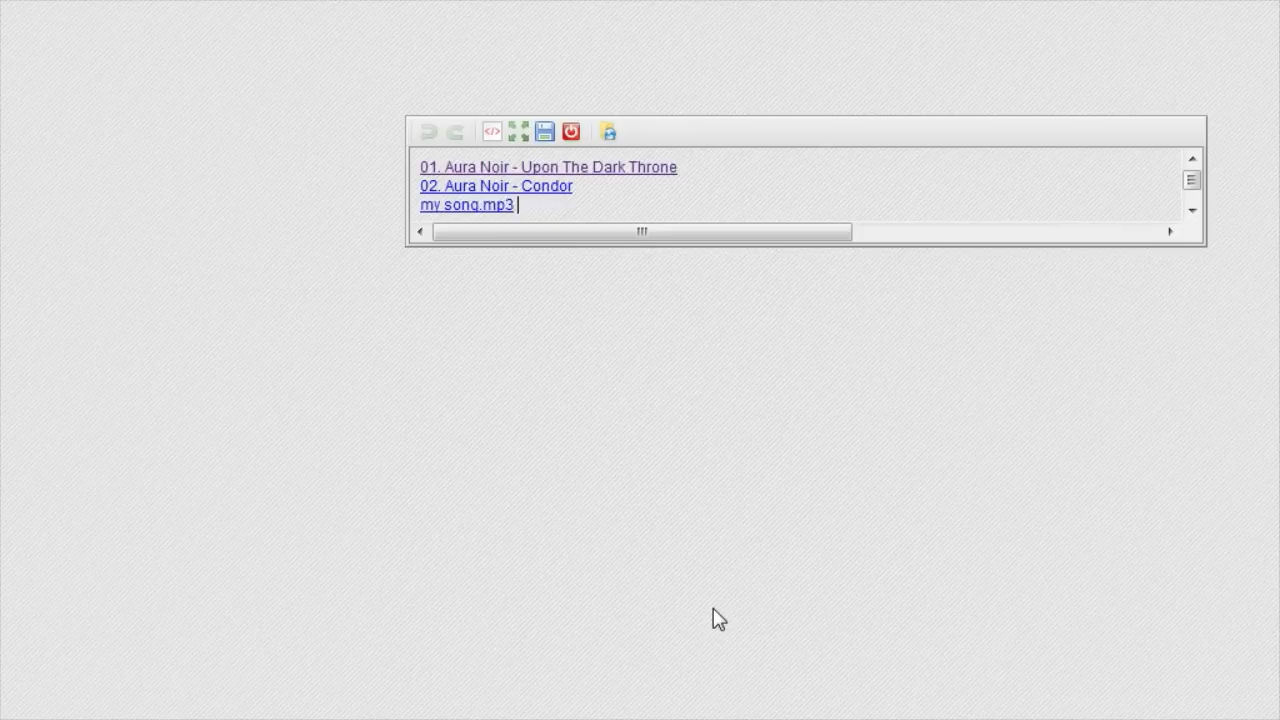 01. Aura Noir - Upon The Dark Throne
02. Aura Noir - Condor
my song.mp3